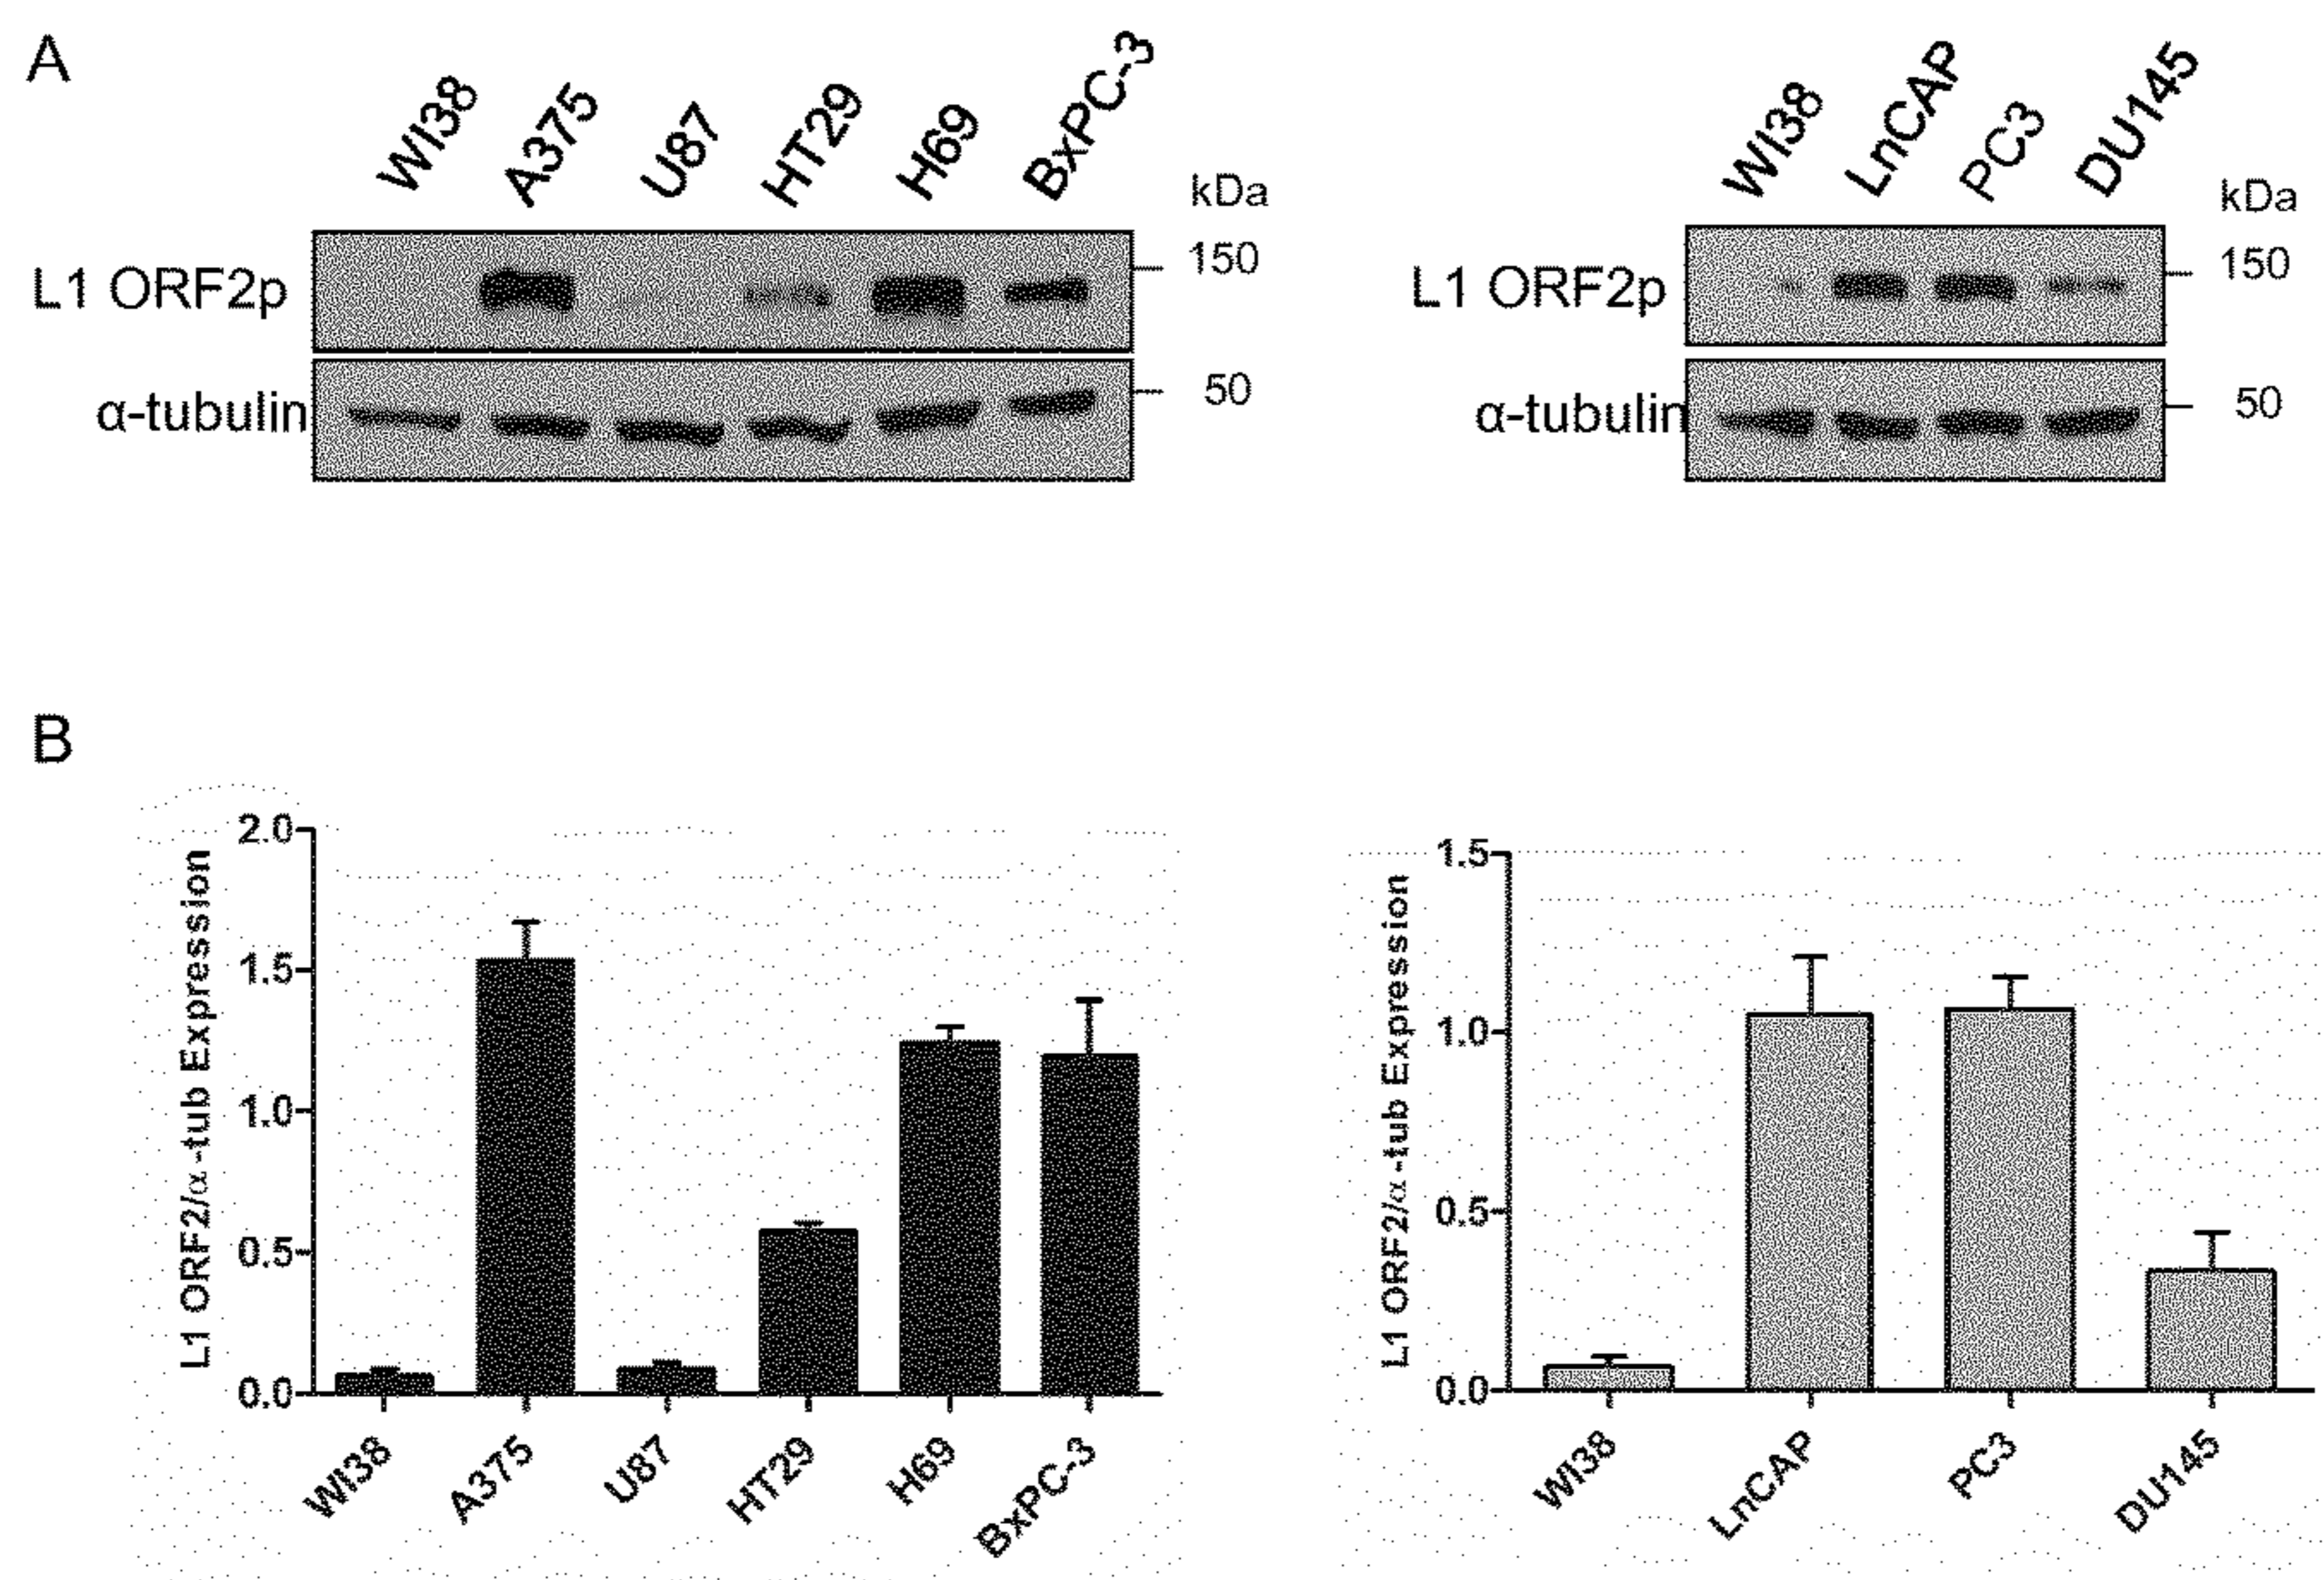 A
WI38 A375 U87 HT29 H69 BxPC-3
kDa
L1 ORF2p 150
α-tubulin 50
WI38 LnCAP PC3 DU145
kDa
L1 ORF2p 150
α-tubulin 50
B
L1 ORF2/α-tub Expression
2.0
1.5
1.0
0.5
0.0
WI38 A375 U87 HT29 H69 BxPC-3
L1 ORF2/α-tub Expression
1.5
1.0
0.5
0.0
WI38 LnCAP PC3 DU145